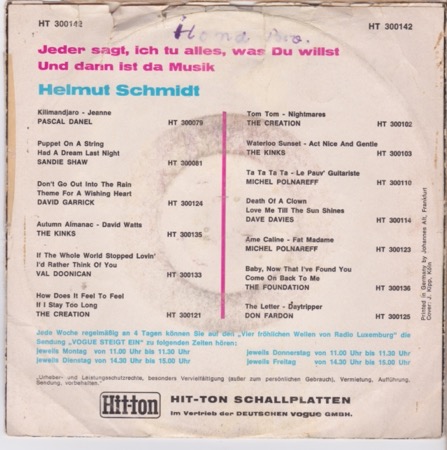 HT 300142
HT 300142
Jeder sagt, ich tu alles, was Du willst
Und dann ist da Musik
Helmut Schmidt
Kilimandjaro - Jeanne
PASCAL DANEL HT 300079
Puppet On A String
Had A Dream Last Night
SANDIE SHAW HT 300081
Don't Go Out Into The Rain
Theme For A Wishing Heart
DAVID GARRICK HT 300124
Autumn Almanac - David Watts
THE KINKS HT 300135
If The Whole World Stopped Lovin'
I'd Rather Think Of You
VAL DOONICAN HT 300133
How Does It Feel To Feel
If I Stay Too Long
THE CREATION HT 300121
Tom Tom - Nightmares
THE CREATION HT 300102
Waterloo Sunset - Act Nice And Gentle
THE KINKS HT 300103
Ta Ta Ta Ta - Le Pauv' Guitariste
MICHEL POLNAREFF HT 300110
Death Of A Clown
Love Me Till The Sun Shines
DAVE DAVIES HT 300114
Âme Caline - Fat Madame
MICHEL POLNAREFF HT 300123
Baby, Now That I've Found You
Come On Back To Me
THE FOUNDATION HT 300136
The Letter - Daytripper
DON FARDON HT 300125
Printed in Germany by Johannes Alt, Frankfurt
Cover: J. Kipp, Köln
Jede Woche regelmäßig an 4 Tagen können Sie auf den „Vier fröhlichen Wellen von Radio Luxemburg" die
Sendung „VOGUE STEIGT EIN" zu folgenden Zeiten hören:
jeweils Montag von 11.00 Uhr bis 11.30 Uhr jeweils Donnerstag von 11.00 Uhr bis 11.30 Uhr
jeweils Dienstag von 14.30 Uhr bis 15.00 Uhr jeweils Freitag von 14.30 Uhr bis 15.00 Uhr
„Urheber- und Leistungsschutzrechte, besonders Vervielfältigung (außer zum persönlichen Gebrauch), Vermietung, Aufführung,
Sendung, vorbehalten."
Hit-ton HIT-TON SCHALLPLATTEN
Im Vertrieb der DEUTSCHEN VOGUE GMBH.